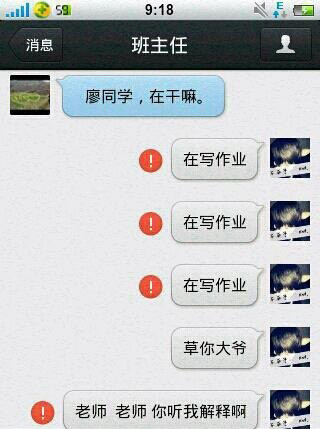 59
9:18
E
消息
班主任
廖同学，在干嘛。
在写作业
在写作业
在写作业
草你大爷
老师 老师 你听我解释啊